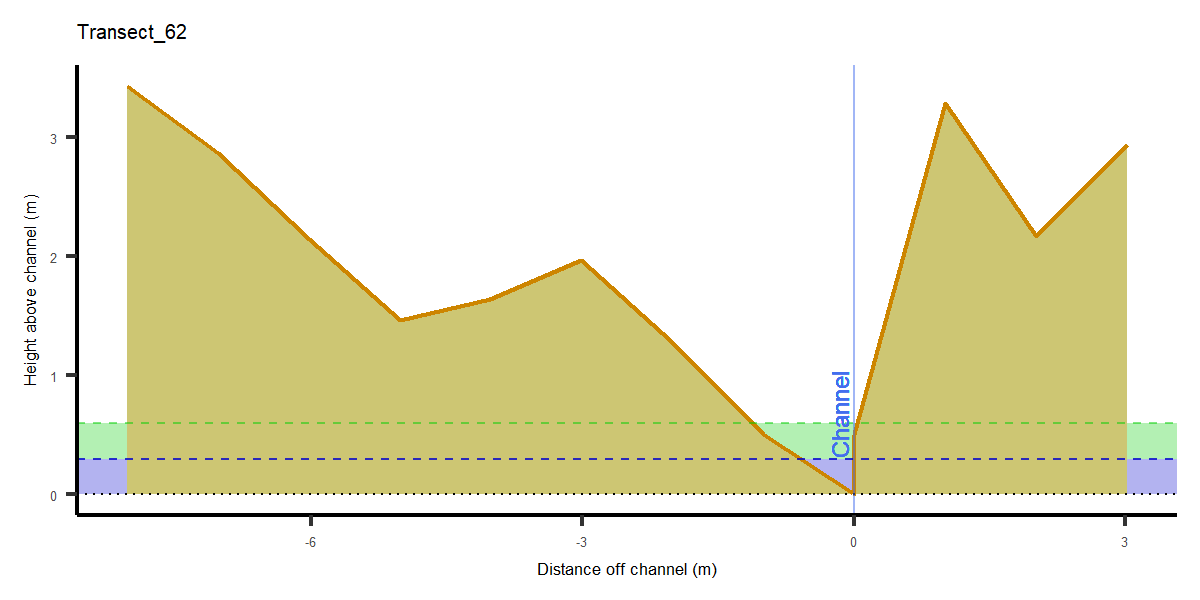 Transect_62
Height above channel (m)
3
2
1
0
Channel
-6
-3
0
3
Distance off channel (m)